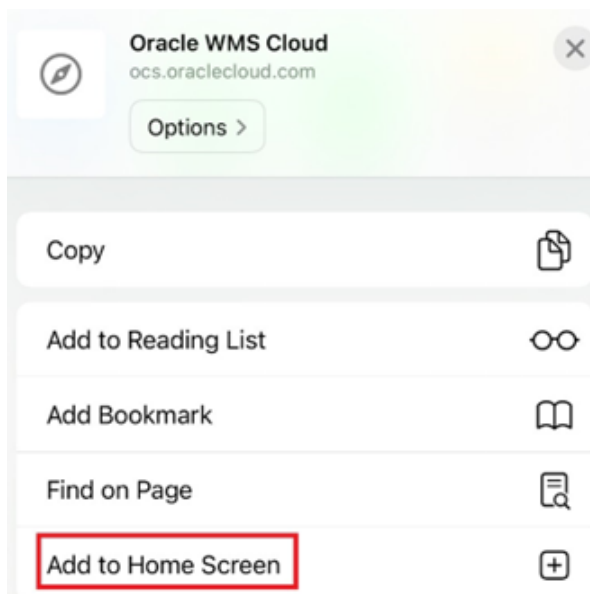 Oracle WMS Cloud
ocs.oraclecloud.com
Options >
Copy
Add to Reading List
Add Bookmark
Find on Page
Add to Home Screen